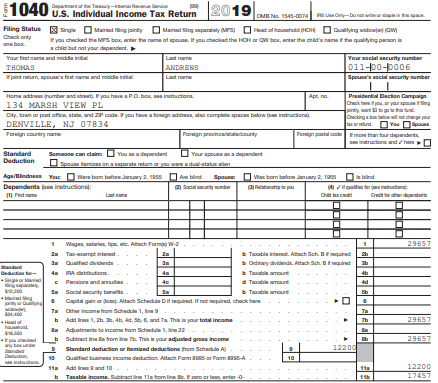 Form 1040 Department of the Treasury—Internal Revenue Service (99) U.S. Individual Income Tax Return 2019 OMB No. 1545-0074 IRS Use Only—Do not write or staple in this space.
Filing Status Single Married filing jointly Married filing separately (MFS) Head of household (HOH) Qualifying widow(er) (QW)
Check only one box. If you checked the MFS box, enter the name of spouse. If you checked the HOH or QW box, enter the child's name if the qualifying person is
a child but not your dependent. ►
Your first name and middle initial Last name Your social security number
THOMAS ANDREWS 011-00-0006
If joint return, spouse's first name and middle initial Last name Spouse's social security number
Home address (number and street). If you have a P.O. box, see instructions. Apt. no. Presidential Election Campaign
134 MARSH VIEW PL Check here if you, or your spouse if filing jointly, want $3 to go to this fund.
City, town or post office, state, and ZIP code. If you have a foreign address, also complete spaces below (see instructions). Checking a box below will not change your tax or refund. You Spouse
DENVILLE, NJ 07834
Foreign country name Foreign province/state/county Foreign postal code If more than four dependents, see instructions and ✓ here ►
Standard Deduction Someone can claim: You as a dependent Your spouse as a dependent
Spouse itemizes on a separate return or you were a dual-status alien
Age/Blindness You: Were born before January 2, 1955 Are blind Spouse: Was born before January 2, 1955 Is blind
Dependents (see instructions): (2) Social security number (3) Relationship to you (4) ✓ if qualifies for (see instructions):
(1) First name Last name Child tax credit Credit for other dependents
1 Wages, salaries, tips, etc. Attach Form(s) W-2 1 29657
2a Tax-exempt interest 2a b Taxable interest. Attach Sch. B if required 2b
3a Qualified dividends 3a b Ordinary dividends. Attach Sch. B if required 3b
4a IRA distributions 4a b Taxable amount 4b
c Pensions and annuities 4c d Taxable amount 4d
5a Social security benefits 5a b Taxable amount 5b
6 Capital gain or (loss). Attach Schedule D if required. If not required, check here ► 6
7a Other income from Schedule 1, line 9 7a
b Add lines 1, 2b, 3b, 4b, 4d, 5b, 6, and 7a. This is your total income ► 7b 29657
8a Adjustments to income from Schedule 1, line 22 8a
b Subtract line 8a from line 7b. This is your adjusted gross income ► 8b 29657
9 Standard deduction or itemized deductions (from Schedule A) 9 12200
10 Qualified business income deduction. Attach Form 8995 or Form 8995-A 10
11a Add lines 9 and 10 11a 12200
b Taxable income. Subtract line 11a from line 8b. If zero or less, enter -0- 11b 17457
Standard Deduction for—
• Single or Married filing separately, $12,200
• Married filing jointly or Qualifying widow(er), $24,400
• Head of household, $18,350
• If you checked any box under Standard Deduction, see instructions.